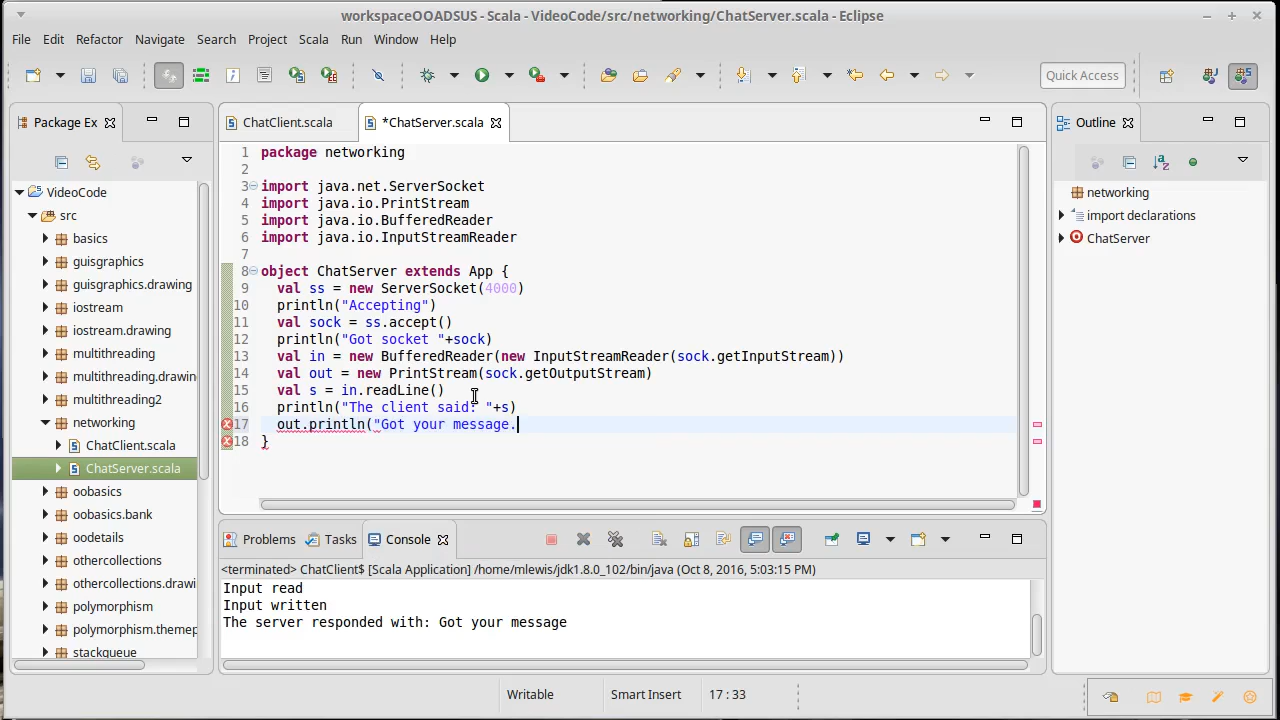 workspaceOOADSUS - Scala - VideoCode/src/networking/ChatServer.scala - Eclipse
File Edit Refactor Navigate Search Project Scala Run Window Help
Quick Access
Package Ex
ChatClient.scala
*ChatServer.scala
Outline
VideoCode
src
basics
guisgraphics
guisgraphics.drawing
iostream
iostream.drawing
multithreading
multithreading.drawing
multithreading2
networking
ChatClient.scala
ChatServer.scala
oobasics
oobasics.bank
oodetails
othercollections
othercollections.drawi
polymorphism
polymorphism.themep
stackqueue
1 package networking
2
3 import java.net.ServerSocket
4 import java.io.PrintStream
5 import java.io.BufferedReader
6 import java.io.InputStreamReader
7
8 object ChatServer extends App {
9 val ss = new ServerSocket(4000)
10 println("Accepting")
11 val sock = ss.accept()
12 println("Got socket "+sock)
13 val in = new BufferedReader(new InputStreamReader(sock.getInputStream))
14 val out = new PrintStream(sock.getOutputStream)
15 val s = in.readLine()
16 println("The client said: "+s)
17 out.println("Got your message.
18 }
networking
import declarations
ChatServer
Problems Tasks Console
<terminated> ChatClient$ [Scala Application] /home/mlewis/jdk1.8.0_102/bin/java (Oct 8, 2016, 5:03:15 PM)
Input read
Input written
The server responded with: Got your message
Writable Smart Insert 17 : 33